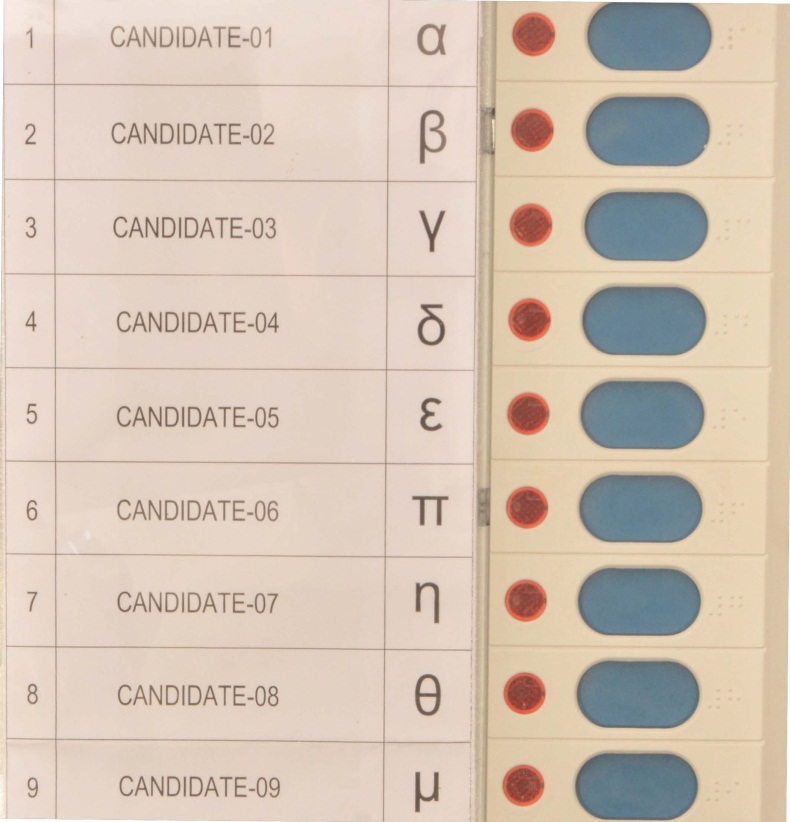 1 CANDIDATE-01 α
2 CANDIDATE-02 β
3 CANDIDATE-03 γ
4 CANDIDATE-04 δ
5 CANDIDATE-05 ε
6 CANDIDATE-06 π
7 CANDIDATE-07 η
8 CANDIDATE-08 θ
9 CANDIDATE-09 μ